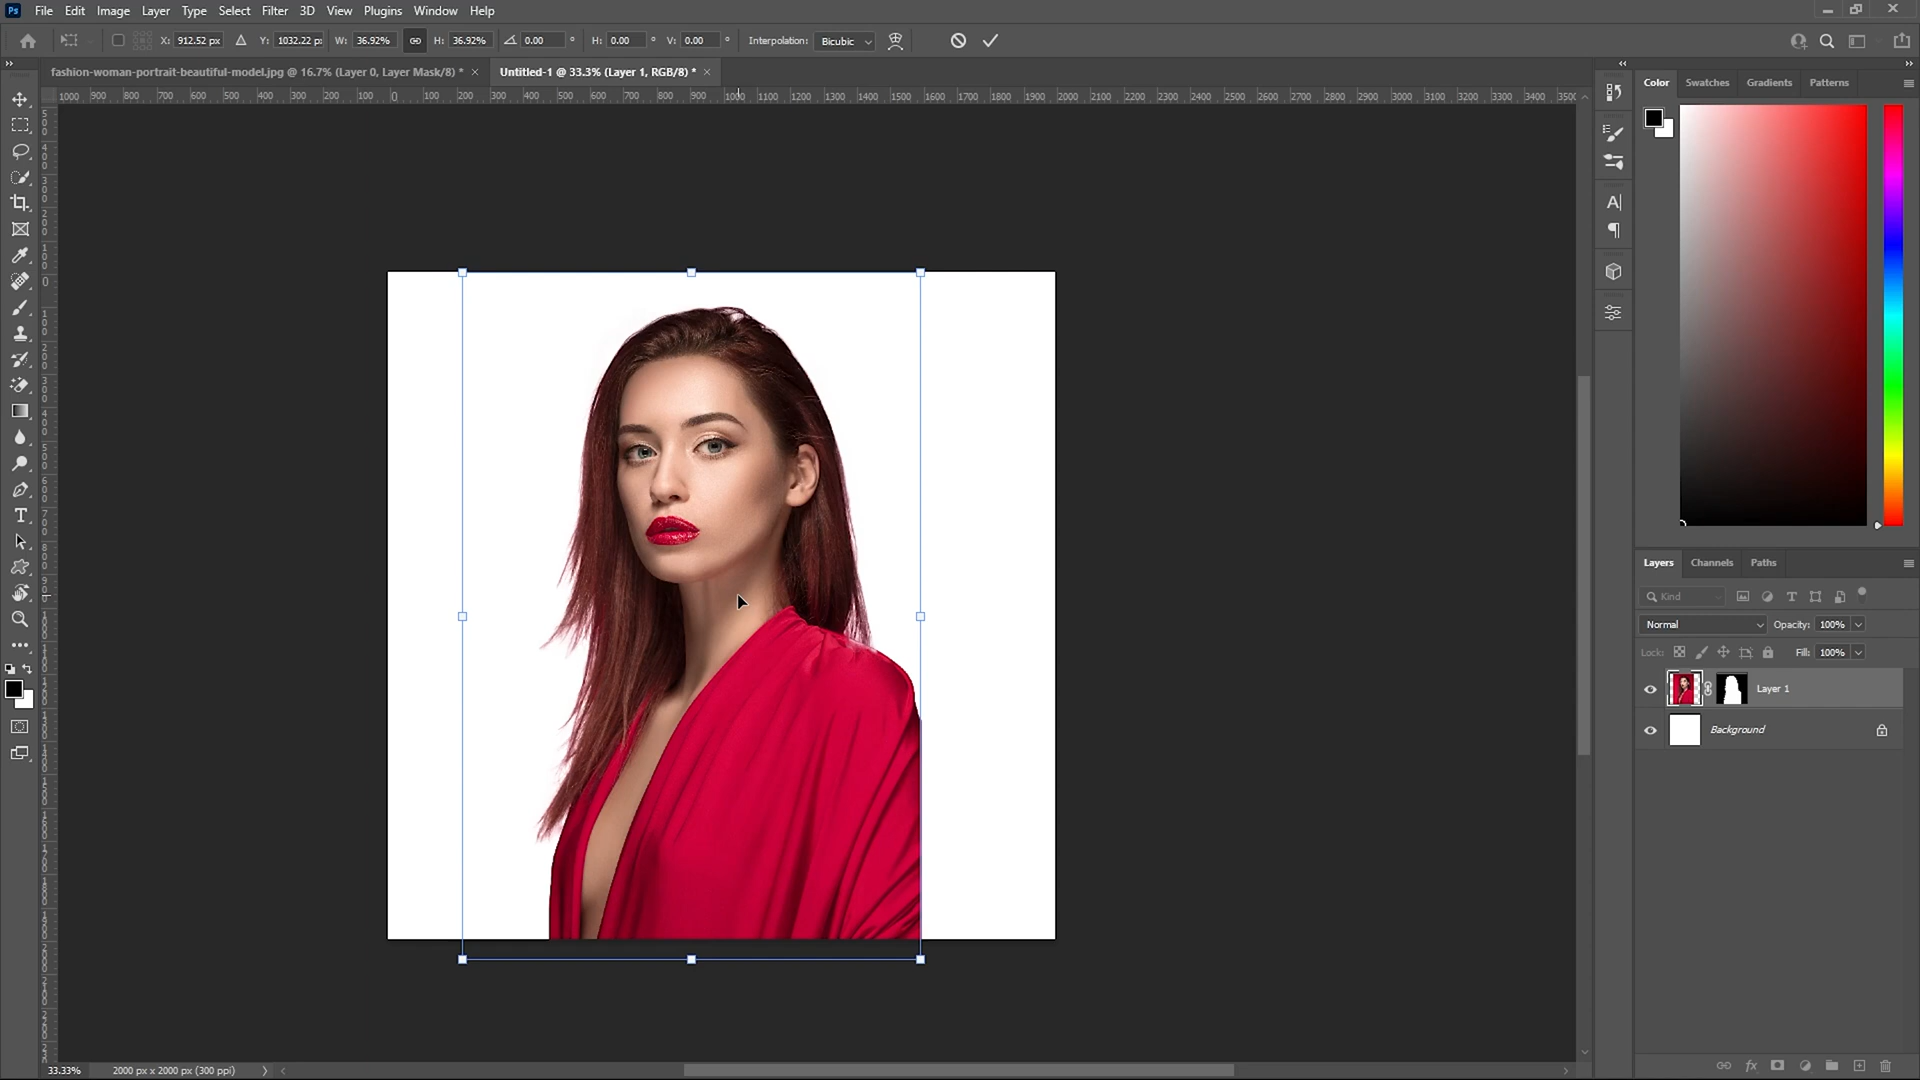 Ps File Edit Image Layer Type Select Filter 3D View Plugins Window Help
X: 912.52 px Y: 1032.22 p W: 36.92% H: 36.92% 0.00 ° H: 0.00 ° V: 0.00 ° Interpolation: Bicubic
fashion-woman-portrait-beautiful-model.jpg @ 16.7% (Layer 0, Layer Mask/8) * × Untitled-1 @ 33.3% (Layer 1, RGB/8) * ×
1000 900 800 700 600 500 400 300 200 100 0 100 200 300 400 500 600 700 800 900 1000 1100 1200 1300 1400 1500 1600 1700 1800 1900 2000 2100 2200 2300 2400 2500 2600 2700 2800 2900 3000 3100 3200 3300 3400 3500
Color Swatches Gradients Patterns
Layers Channels Paths
Kind
Normal Opacity: 100%
Lock: Fill: 100%
Layer 1
Background
33.33% 2000 px x 2000 px (300 ppi)